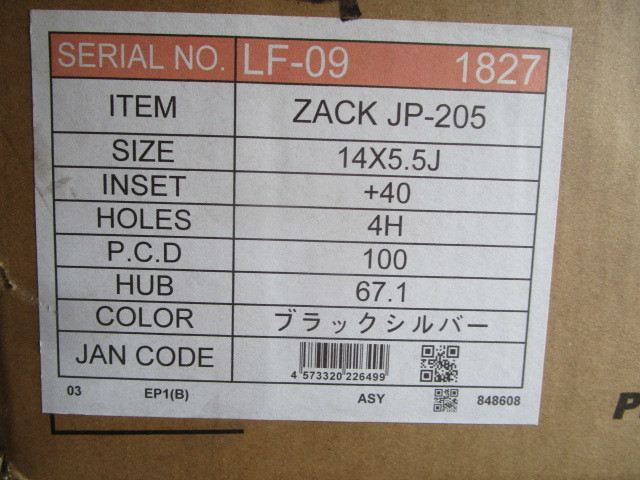 SERIAL NO. LF-09 1827
ITEM ZACK JP-205
SIZE 14X5.5J
INSET +40
HOLES 4H
P.C.D 100
HUB 67.1
COLOR ブラックシルバー
JAN CODE
4 573320 226499
03 EP1(B) ASY 848608